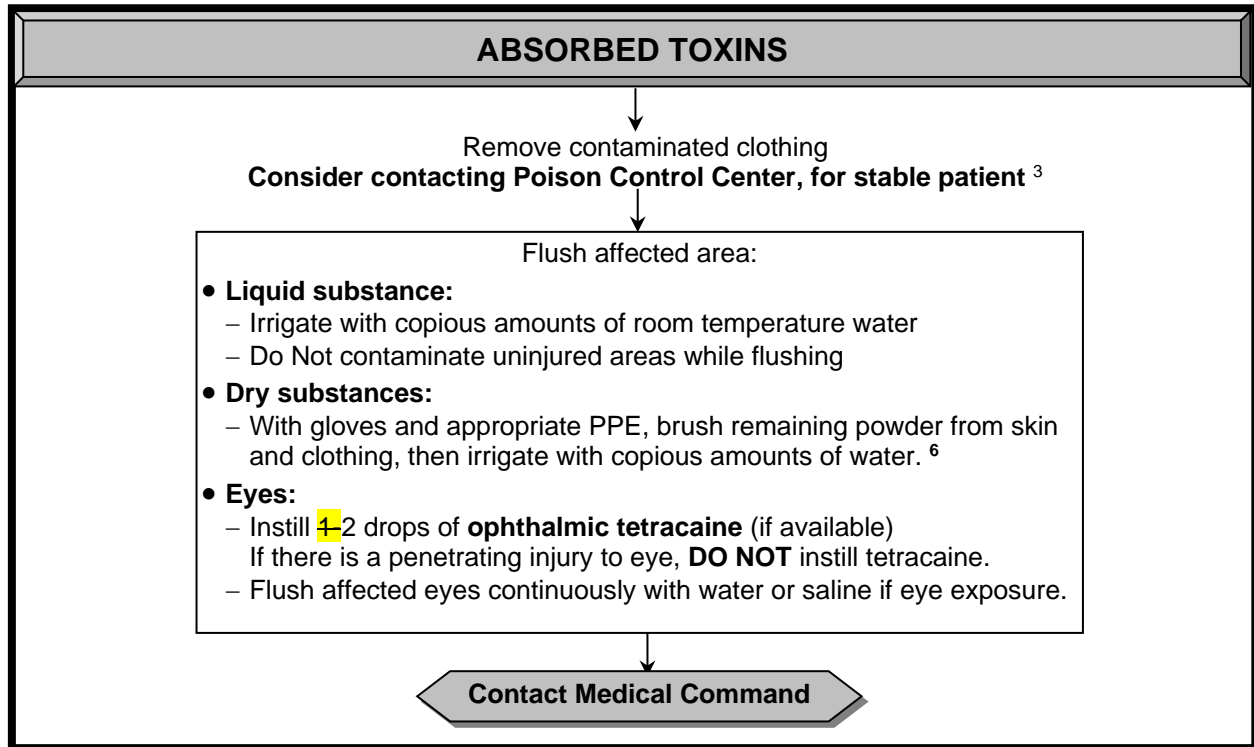 ABSORBED TOXINS
Remove contaminated clothing
Consider contacting Poison Control Center, for stable patient 3
Flush affected area:
• Liquid substance:
– Irrigate with copious amounts of room temperature water
– Do Not contaminate uninjured areas while flushing
• Dry substances:
– With gloves and appropriate PPE, brush remaining powder from skin
and clothing, then irrigate with copious amounts of water. 6
• Eyes:
– Instill 1-2 drops of ophthalmic tetracaine (if available)
If there is a penetrating injury to eye, DO NOT instill tetracaine.
– Flush affected eyes continuously with water or saline if eye exposure.
Contact Medical Command